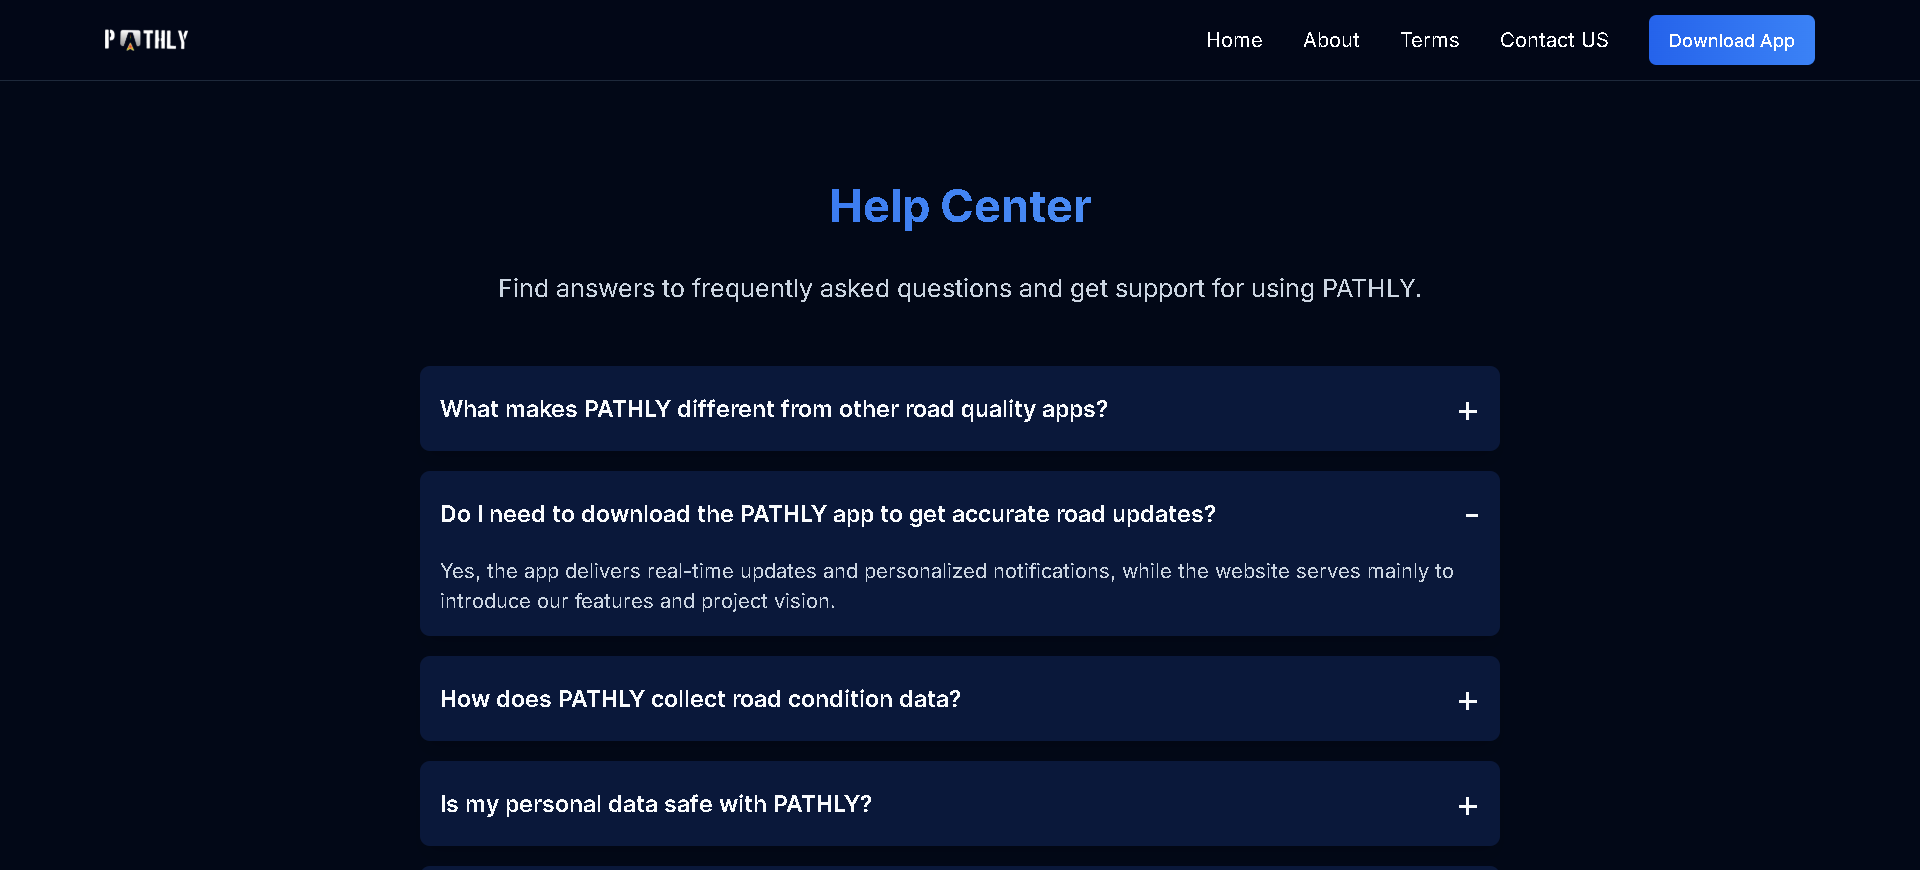 PATHLY
Home
About
Terms
Contact US
Download App
Help Center
Find answers to frequently asked questions and get support for using PATHLY.
What makes PATHLY different from other road quality apps?
+
Do I need to download the PATHLY app to get accurate road updates?
-
Yes, the app delivers real-time updates and personalized notifications, while the website serves mainly to
introduce our features and project vision.
How does PATHLY collect road condition data?
+
Is my personal data safe with PATHLY?
+